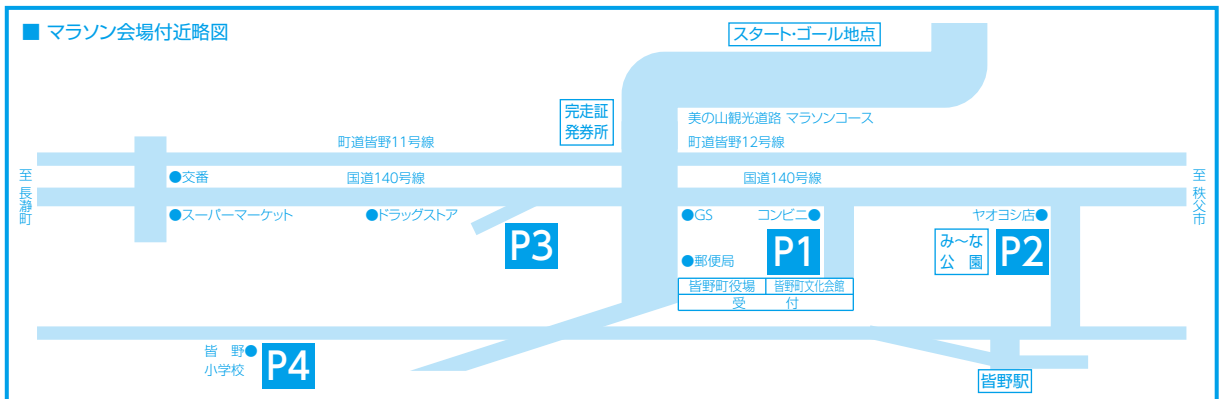 ■ マラソン会場付近略図
スタート・ゴール地点
完走証
発券所
美の山観光道路 マラソンコース
町道皆野11号線
町道皆野12号線
至 長瀞町
●交番
国道140号線
国道140号線
至 秩父市
●スーパーマーケット
●ドラッグストア
●GS
コンビニ●
ヤオヨシ店●
P3
●郵便局
P1
み〜な
公 園
P2
皆野町役場
皆野町文化会館
受 付
皆 野●
小学校
P4
皆野駅